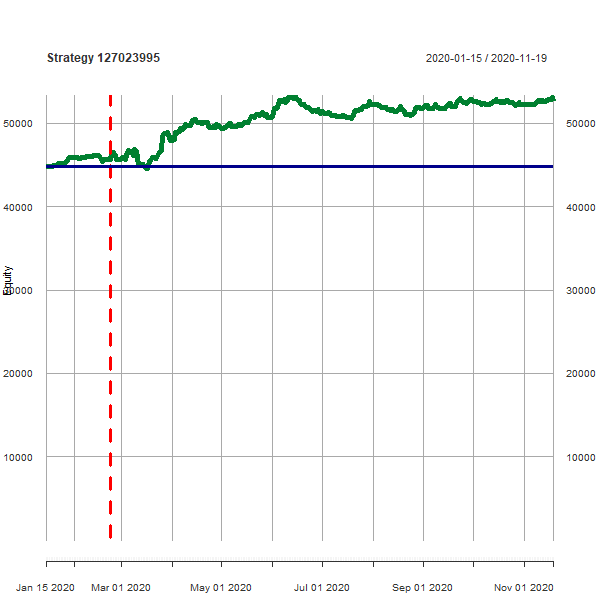 Strategy 127023995
2020-01-15 / 2020-11-19
50000
50000
40000
40000
Equity
30000
30000
20000
20000
10000
10000
Jan 15 2020
Mar 01 2020
May 01 2020
Jul 01 2020
Sep 01 2020
Nov 01 2020